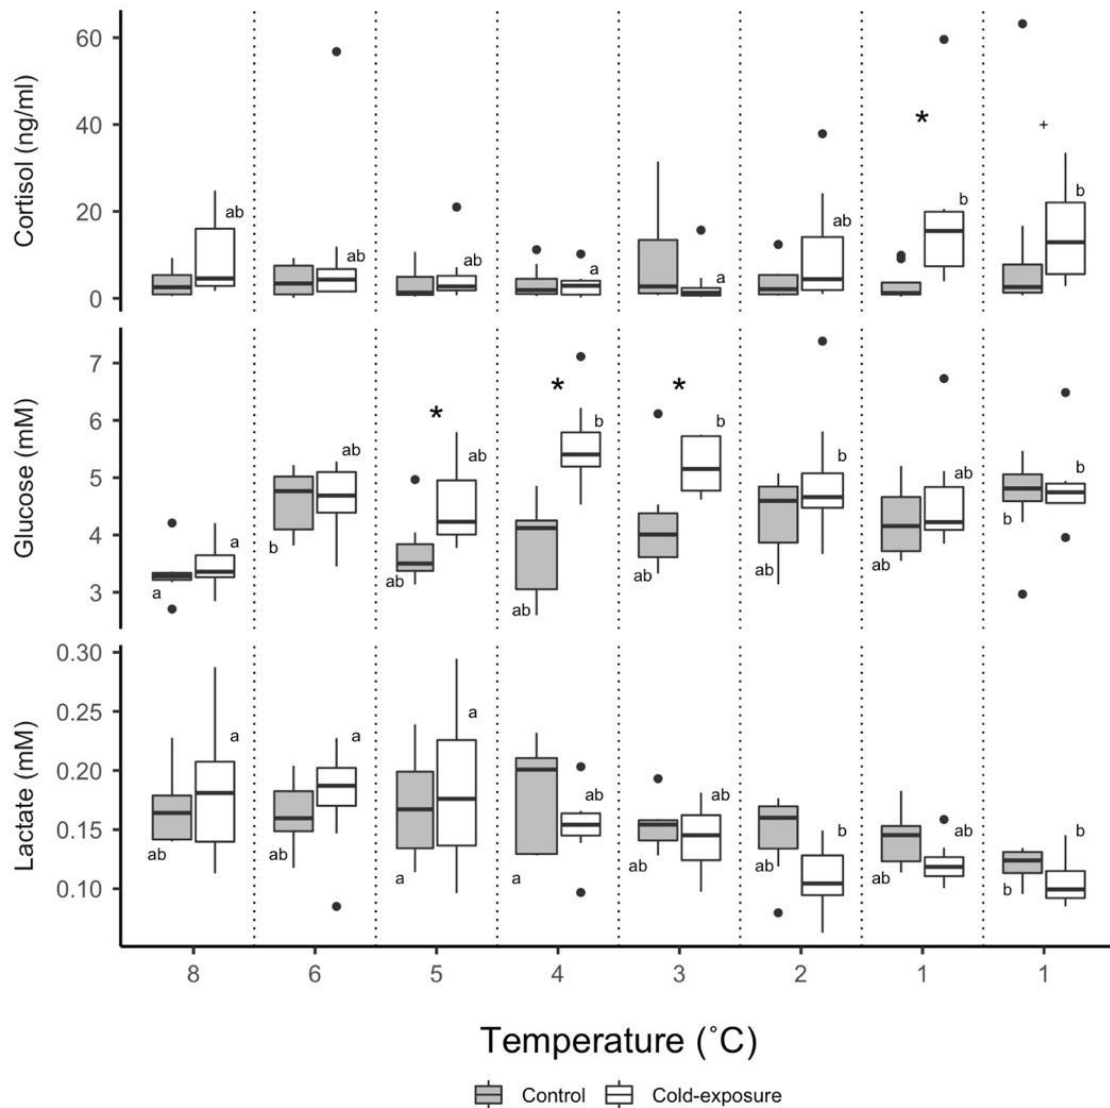 Cortisol (ng/ml)
60
40
20
0
ab
ab
ab
a
a
ab
*
b
+
b
Glucose (mM)
7
6
5
4
3
a
a
b
ab
*
ab
ab
*
ab
b
*
ab
b
ab
b
ab
ab
b
b
Lactate (mM)
0.30
0.25
0.20
0.15
0.10
ab
a
ab
a
a
a
a
ab
ab
ab
ab
b
ab
ab
b
b
8 6 5 4 3 2 1 1
Temperature (˚C)
Control Cold-exposure